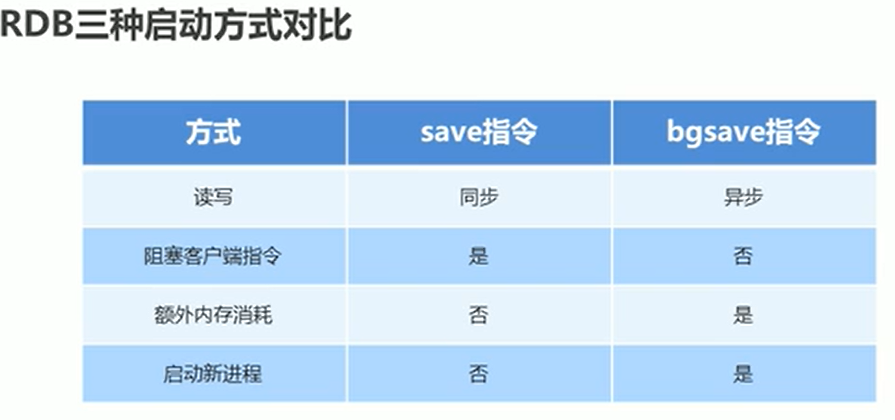 RDB三种启动方式对比
方式 save指令 bgsave指令
读写 同步 异步
阻塞客户端指令 是 否
额外内存消耗 否 是
启动新进程 否 是